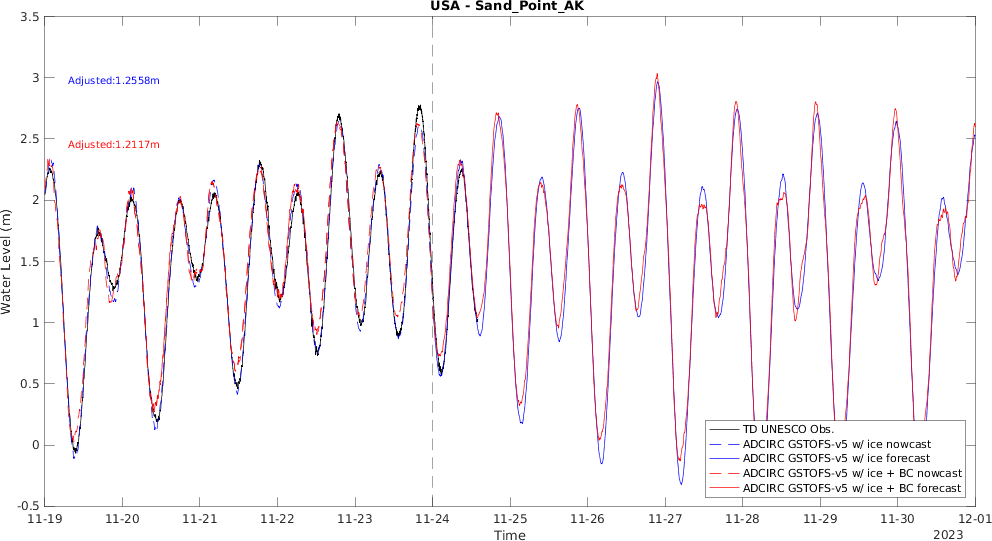 USA - Sand_Point_AK
3.5
3
2.5
2
1.5
1
0.5
0
-0.5
Water Level (m)
Adjusted:1.2558m
Adjusted:1.2117m
TD UNESCO Obs.
ADCIRC GSTOFS-v5 w/ ice nowcast
ADCIRC GSTOFS-v5 w/ ice forecast
ADCIRC GSTOFS-v5 w/ ice + BC nowcast
ADCIRC GSTOFS-v5 w/ ice + BC forecast
11-19 11-20 11-21 11-22 11-23 11-24 11-25 11-26 11-27 11-28 11-29 11-30 12-01
Time 2023